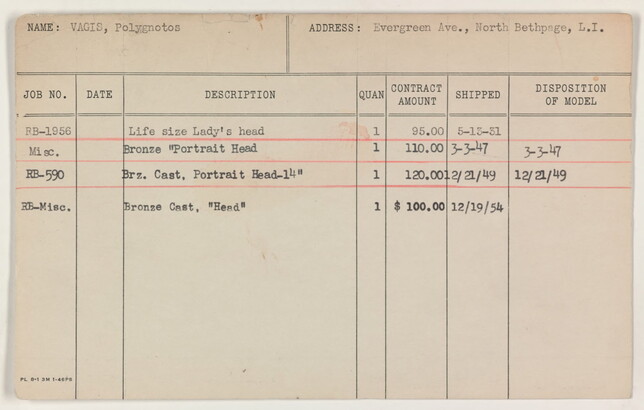 NAME: VAGIS, Polygnotos ADDRESS: Evergreen Ave., North Bethpage, L.I.
JOB NO. DATE DESCRIPTION QUAN CONTRACT AMOUNT SHIPPED DISPOSITION OF MODEL
RB-1956 Life size Lady's head 1 95.00 5-13-31
Misc. Bronze "Portrait Head 1 110.00 3-3-47 3-3-47
RB-590 Brz. Cast, Portrait Head-14" 1 120.00 12/21/49 12/21/49
RB-Misc. Bronze Cast, "Head" 1 $ 100.00 12/19/54